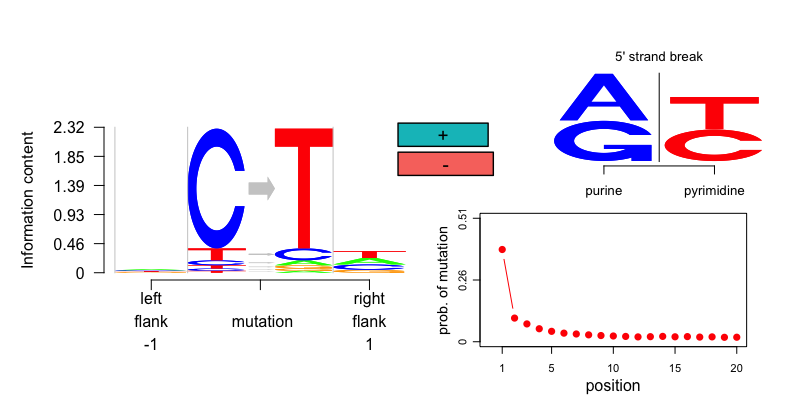 5' strand break
A T
G C
purine pyrimidine
+
-
Information content
2.32
1.85
1.39
0.93
0.46
0
C T
left right
flank mutation flank
-1 1
prob. of mutation
0.51
0.26
0
1 5 10 15 20
position